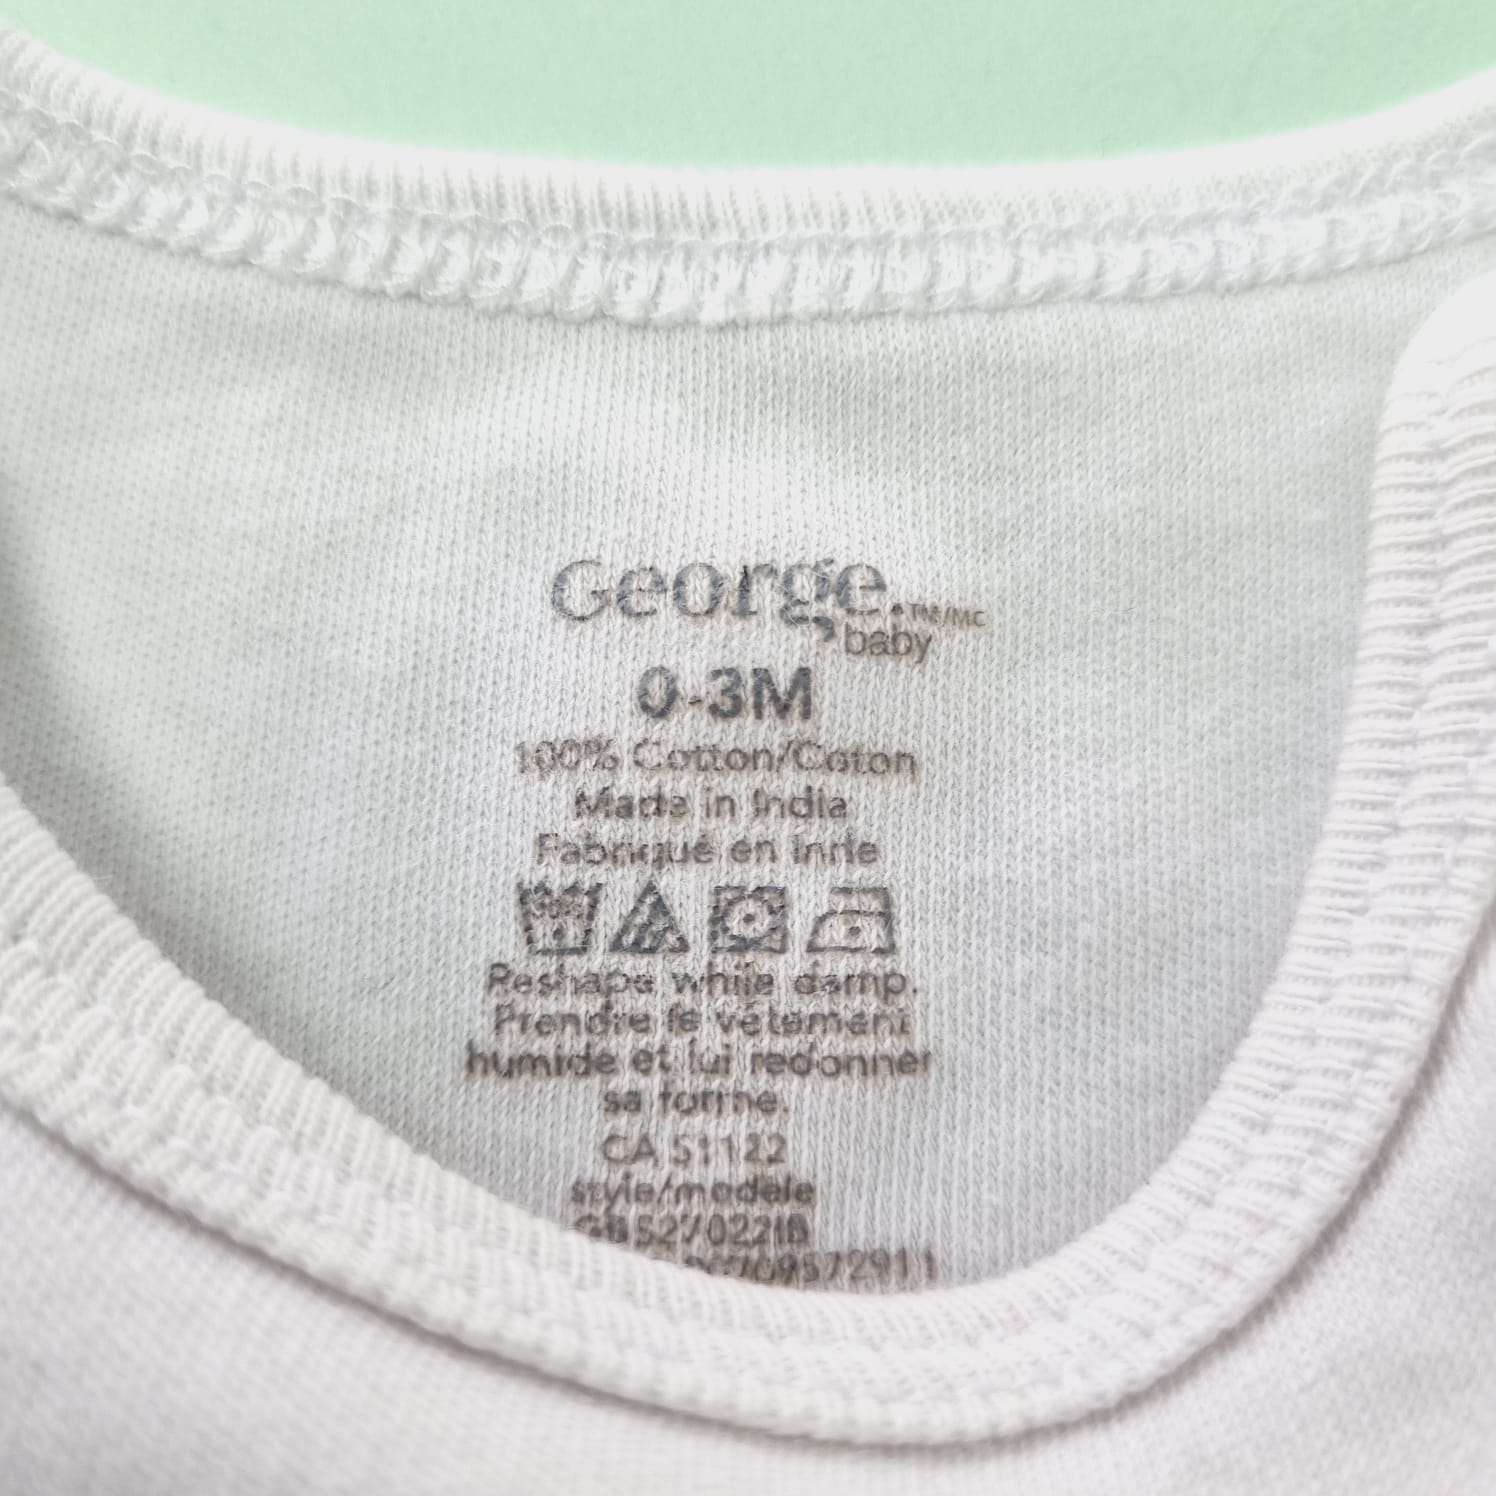 George.™/MC
baby
0-3M
100% Cotton/Coton
Made in India
Fabriqué en Inde
Reshape while damp.
Prendre le vêtement
humide et lui redonner
sa forme.
CA 51122
style/modèle
GB527022IB